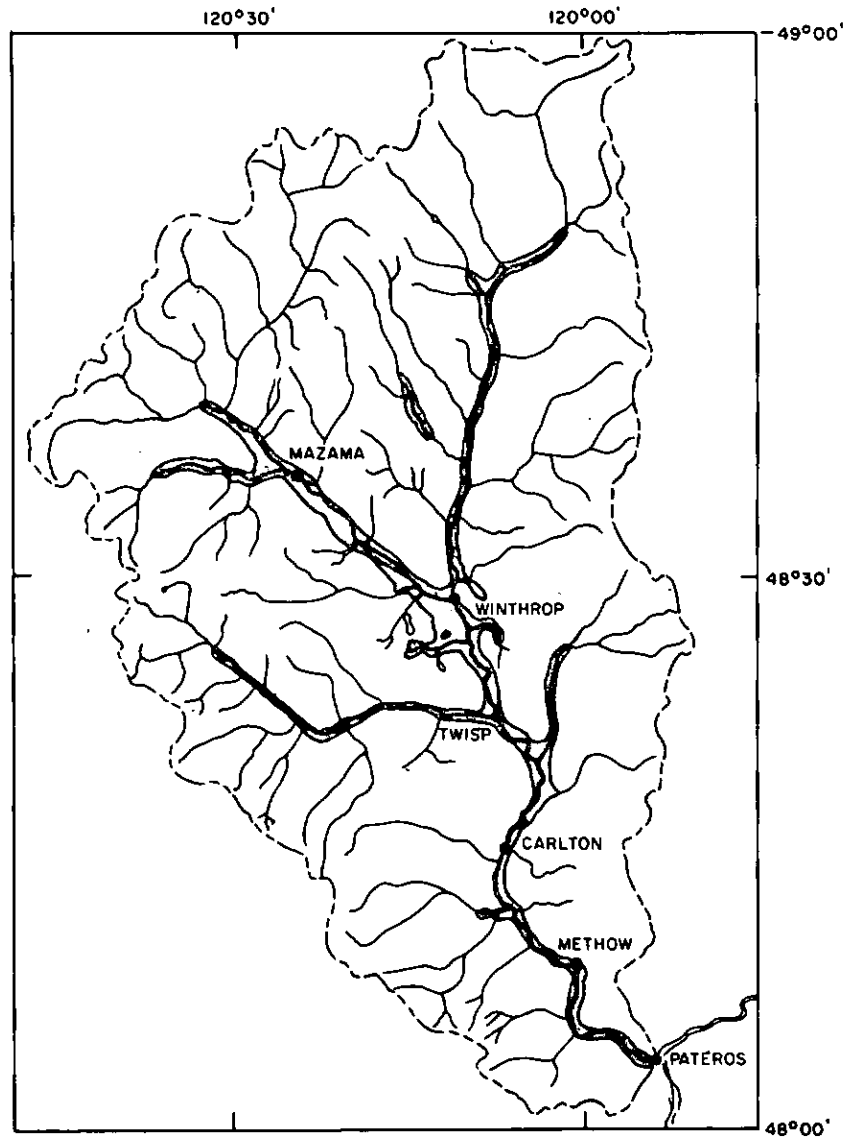 120°30'
120°00'
49°00'
MAZAMA
48°30'
WINTHROP
TWISP
CARLTON
METHOW
PATEROS
48°00'